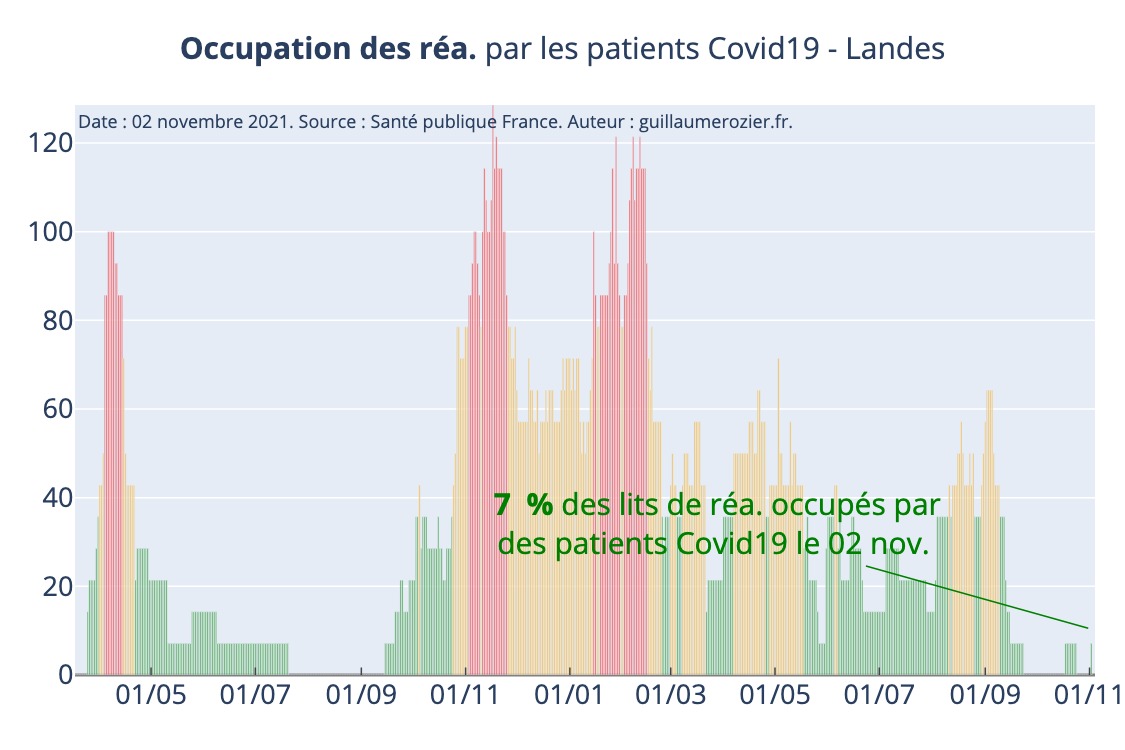 Occupation des réa. par les patients Covid19 - Landes
Date : 02 novembre 2021. Source : Santé publique France. Auteur : guillaumerozier.fr.
120
100
80
60
40
20
0
7 % des lits de réa. occupés par
des patients Covid19 le 02 nov.
01/05 01/07 01/09 01/11 01/01 01/03 01/05 01/07 01/09 01/11